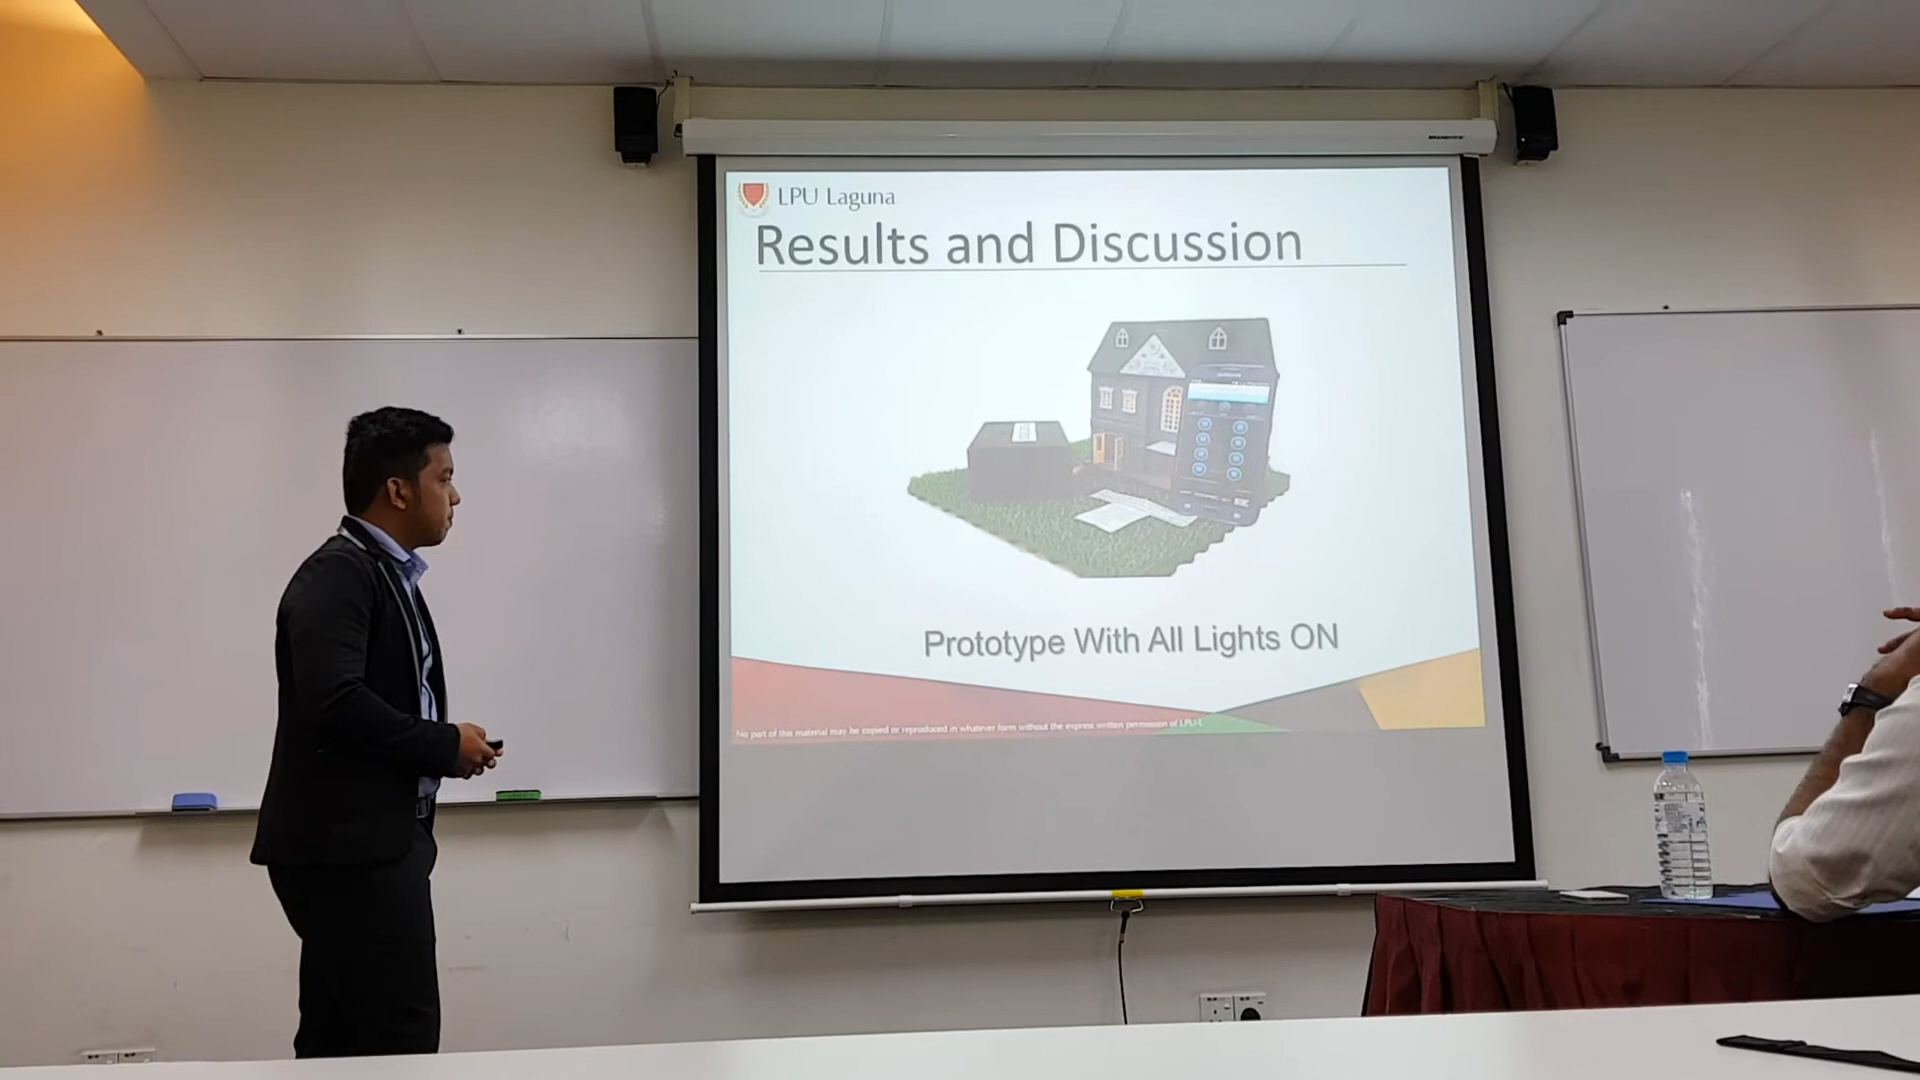 LPU Laguna
Results and Discussion
Prototype With All Lights ON
No part of this material may be copied or reproduced in whatever form without the express written permission of LPU-L